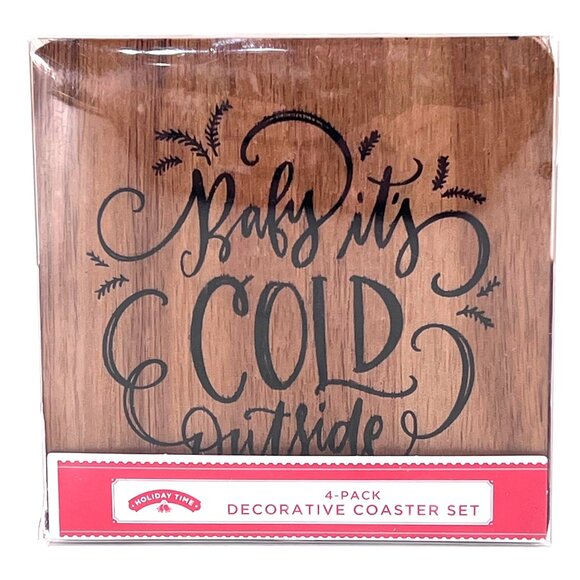 Baby it's
COLD
outside
HOLIDAY TIME
4-PACK
DECORATIVE COASTER SET